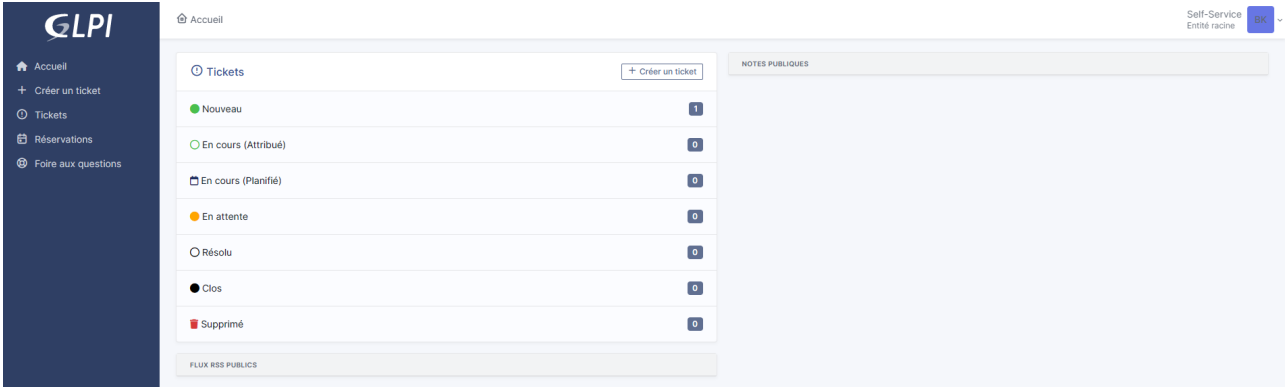 GLPI
Accueil
Créer un ticket
Tickets
Réservations
Foire aux questions
Accueil
Self-Service
Entité racine
BK
Tickets
+ Créer un ticket
Nouveau 1
En cours (Attribué) 0
En cours (Planifié) 0
En attente 0
Résolu 0
Clos 0
Supprimé 0
FLUX RSS PUBLICS
NOTES PUBLIQUES